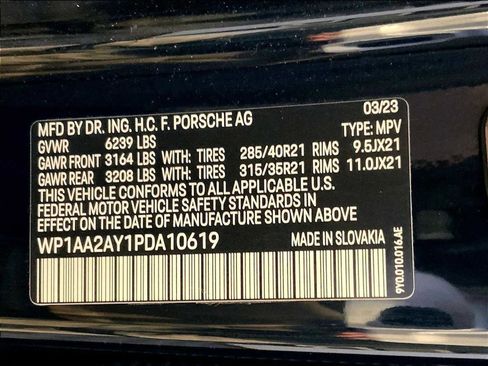 03/23
MFD BY DR. ING. H.C. F. PORSCHE AG
GVWR 6239 LBS TYPE: MPV
GAWR FRONT 3164 LBS WITH: TIRES 285/40R21 RIMS 9.5JX21
GAWR REAR 3208 LBS WITH: TIRES 315/35R21 RIMS 11.0JX21
THIS VEHICLE CONFORMS TO ALL APPLICABLE
FEDERAL MOTOR VEHICLE SAFETY STANDARDS IN
EFFECT ON THE DATE OF MANUFACTURE SHOWN ABOVE
WP1AA2AY1PDA10619 MADE IN SLOVAKIA
9Y0.010.016.AE